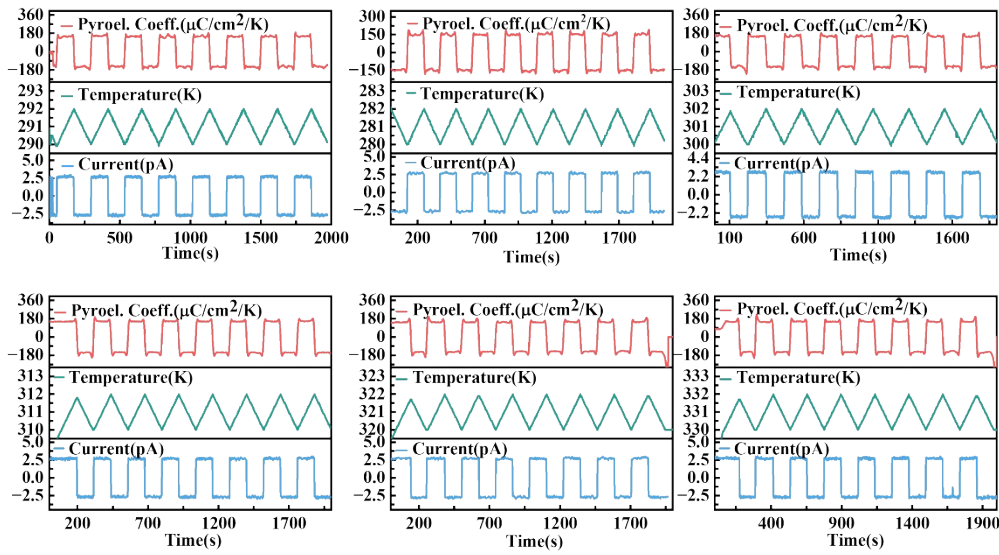 360 Pyroel. Coeff.(μC/cm²/K)
180
0
−180
293 Temperature(K)
292
291
290
5.0 Current(pA)
2.5
0.0
−2.5
0 500 1000 1500 2000
Time(s)
300 Pyroel. Coeff.(μC/cm²/K)
150
0
−150
283 Temperature(K)
282
281
280
5.0 Current(pA)
2.5
0.0
−2.5
200 700 1200 1700
Time(s)
360 Pyroel. Coeff.(μC/cm²/K)
180
0
−180
303 Temperature(K)
302
301
300
4.4 Current(pA)
2.2
0.0
−2.2
100 600 1100 1600
Time(s)
360 Pyroel. Coeff.(μC/cm²/K)
180
0
−180
313 Temperature(K)
312
311
310
5.0 Current(pA)
2.5
0.0
−2.5
200 700 1200 1700
Time(s)
360 Pyroel. Coeff.(μC/cm²/K)
180
0
−180
323 Temperature(K)
322
321
320
5.0 Current(pA)
2.5
0.0
−2.5
200 700 1200 1700
Time(s)
360 Pyroel. Coeff.(μC/cm²/K)
180
0
−180
333 Temperature(K)
332
331
330
5.0 Current(pA)
2.5
0.0
−2.5
400 900 1400 1900
Time(s)